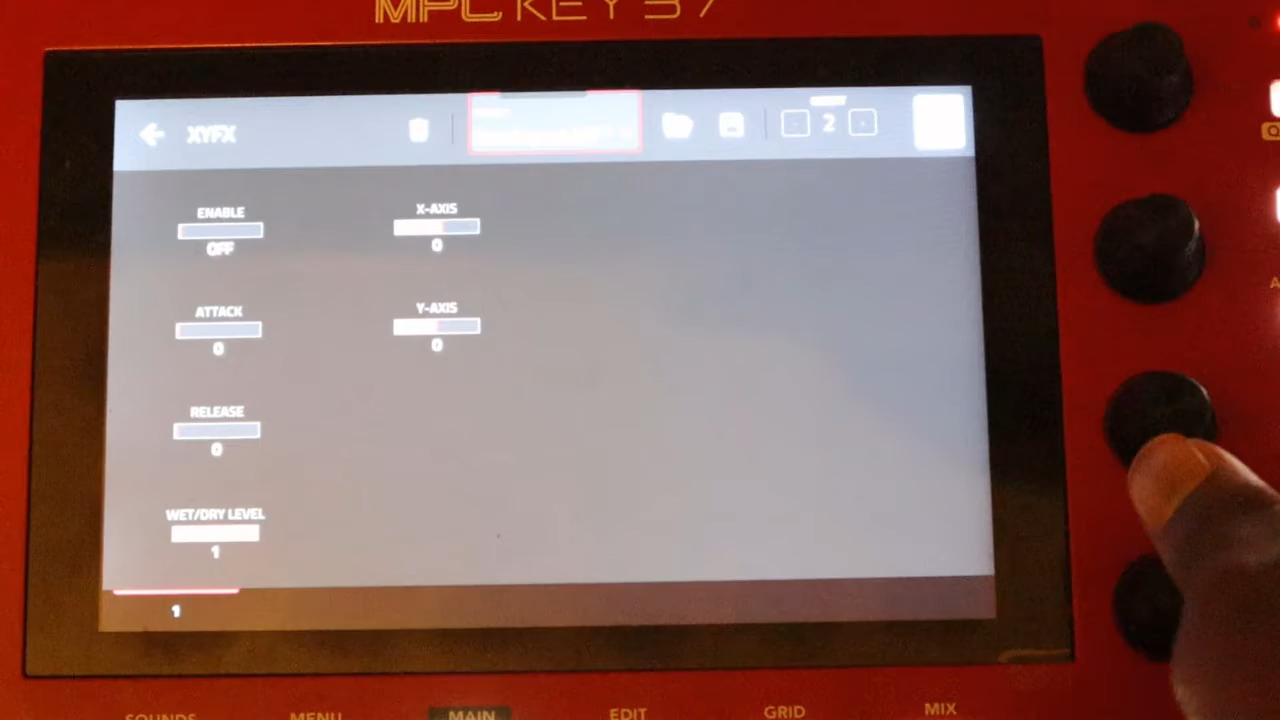 MPC KEY 37
XYFX
- 2 +
ENABLE
OFF
X-AXIS
0
ATTACK
0
Y-AXIS
0
RELEASE
0
WET/DRY LEVEL
1
1
SOUNDS MENU MAIN EDIT GRID MIX